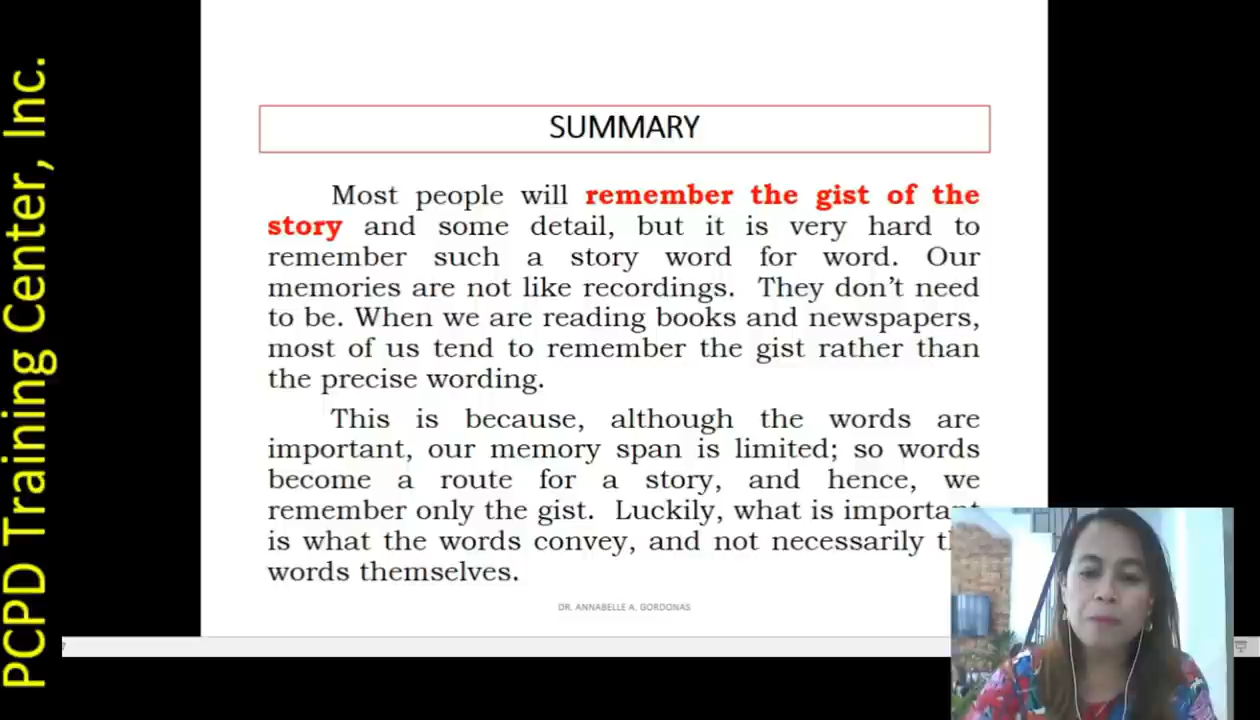 PCPD Training Center, Inc.
SUMMARY
Most people will remember the gist of the
story and some detail, but it is very hard to
remember such a story word for word. Our
memories are not like recordings. They don't need
to be. When we are reading books and newspapers,
most of us tend to remember the gist rather than
the precise wording.
This is because, although the words are
important, our memory span is limited; so words
become a route for a story, and hence, we
remember only the gist. Luckily, what is important
is what the words convey, and not necessarily
words themselves.
DR. ANNABELLE A. GORDONAS